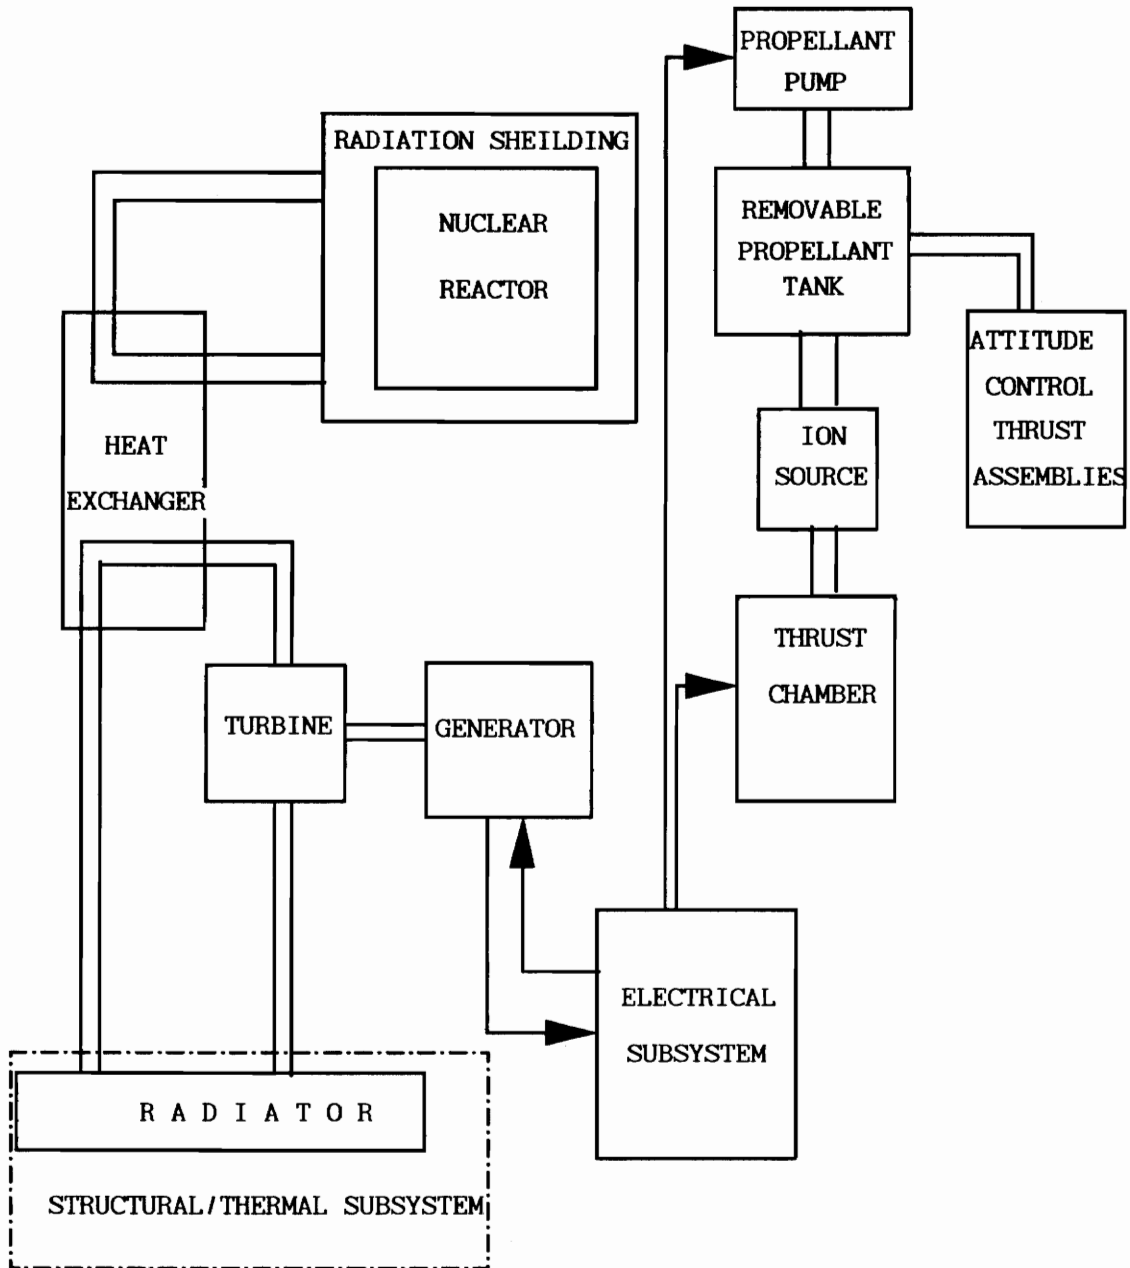 PROPELLANT
PUMP
RADIATION SHEILDING
NUCLEAR
REACTOR
REMOVABLE
PROPELLANT
TANK
ATTITUDE
CONTROL
THRUST
ASSEMBLIES
HEAT
EXCHANGER
ION
SOURCE
THRUST
CHAMBER
TURBINE
GENERATOR
ELECTRICAL
SUBSYSTEM
R A D I A T O R
STRUCTURAL/THERMAL SUBSYSTEM